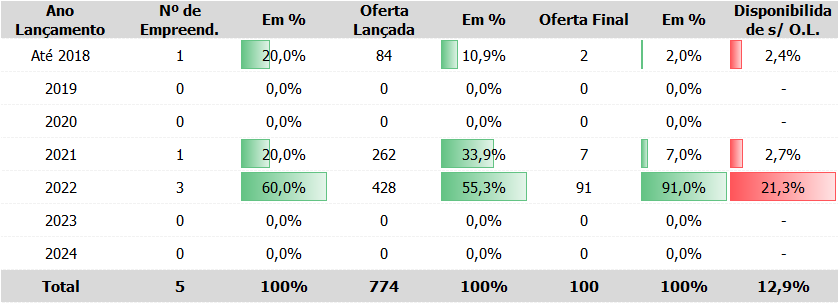 Ano Lançamento Nº de Empreend. Em % Oferta Lançada Em % Oferta Final Em % Disponibilida de s/ O.L.
Até 2018 1 20,0% 84 10,9% 2 2,0% 2,4%
2019 0 0,0% 0 0,0% 0 0,0% -
2020 0 0,0% 0 0,0% 0 0,0% -
2021 1 20,0% 262 33,9% 7 7,0% 2,7%
2022 3 60,0% 428 55,3% 91 91,0% 21,3%
2023 0 0,0% 0 0,0% 0 0,0% -
2024 0 0,0% 0 0,0% 0 0,0% -
Total 5 100% 774 100% 100 100% 12,9%